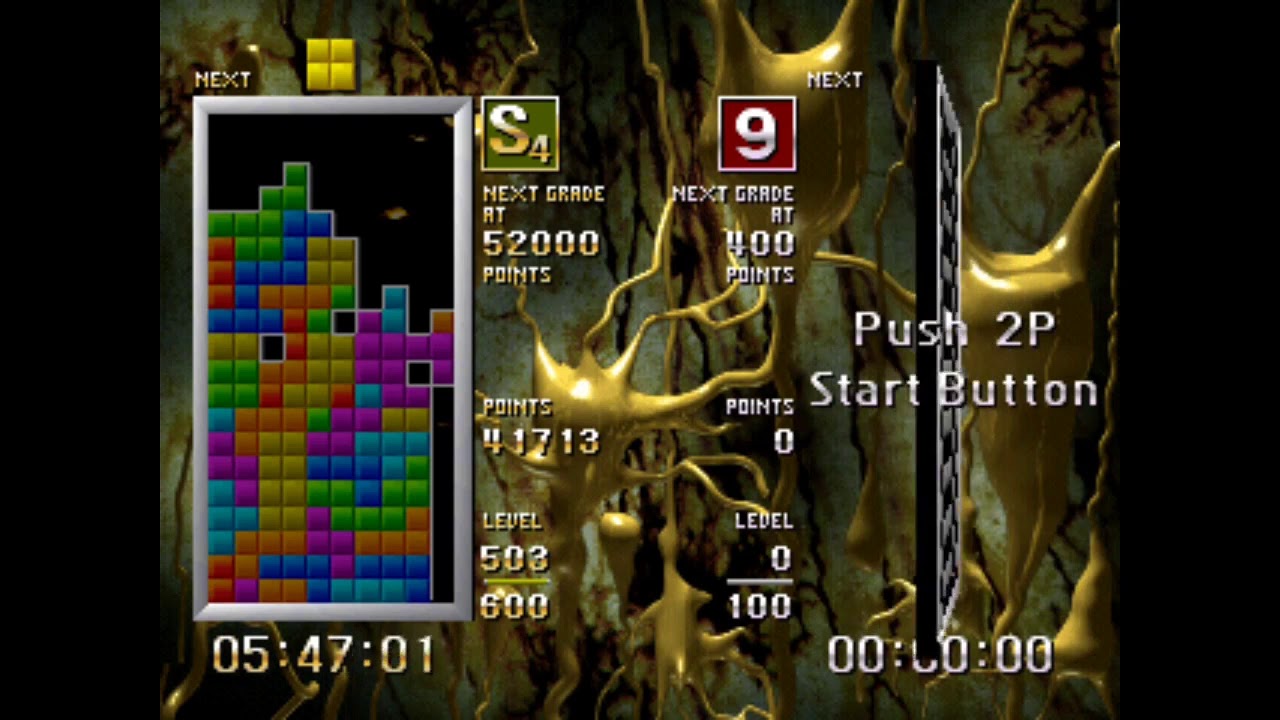 NEXT
S4
NEXT GRADE
AT
52000
POINTS
POINTS
41713
LEVEL
503
600
05:47:01
NEXT
9
NEXT GRADE
AT
400
POINTS
Push 2P
Start Button
POINTS
0
LEVEL
0
100
00:00:00